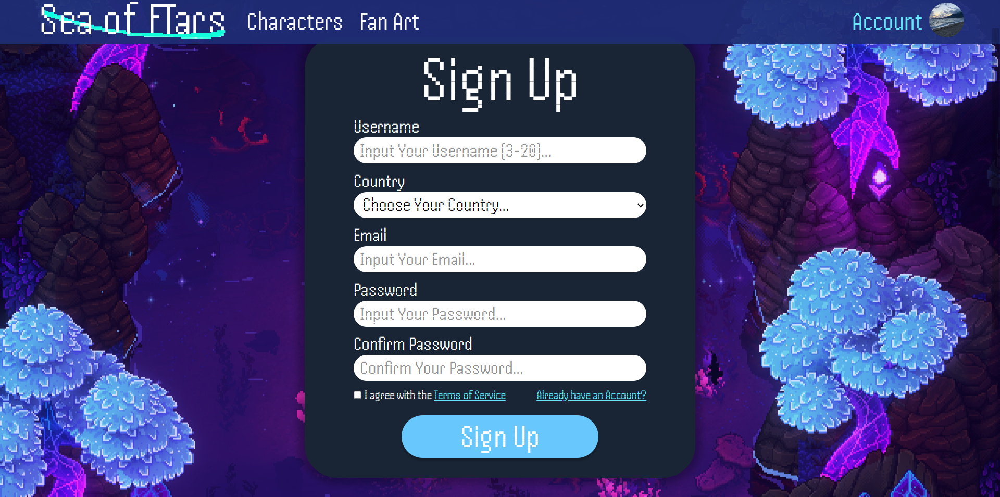 Sea of FTars
Characters
Fan Art
Account
Sign Up
Username
Input Your Username (3-20)...
Country
Choose Your Country...
Email
Input Your Email...
Password
Input Your Password...
Confirm Password
Confirm Your Password...
I agree with the Terms of Service
Already have an Account?
Sign Up